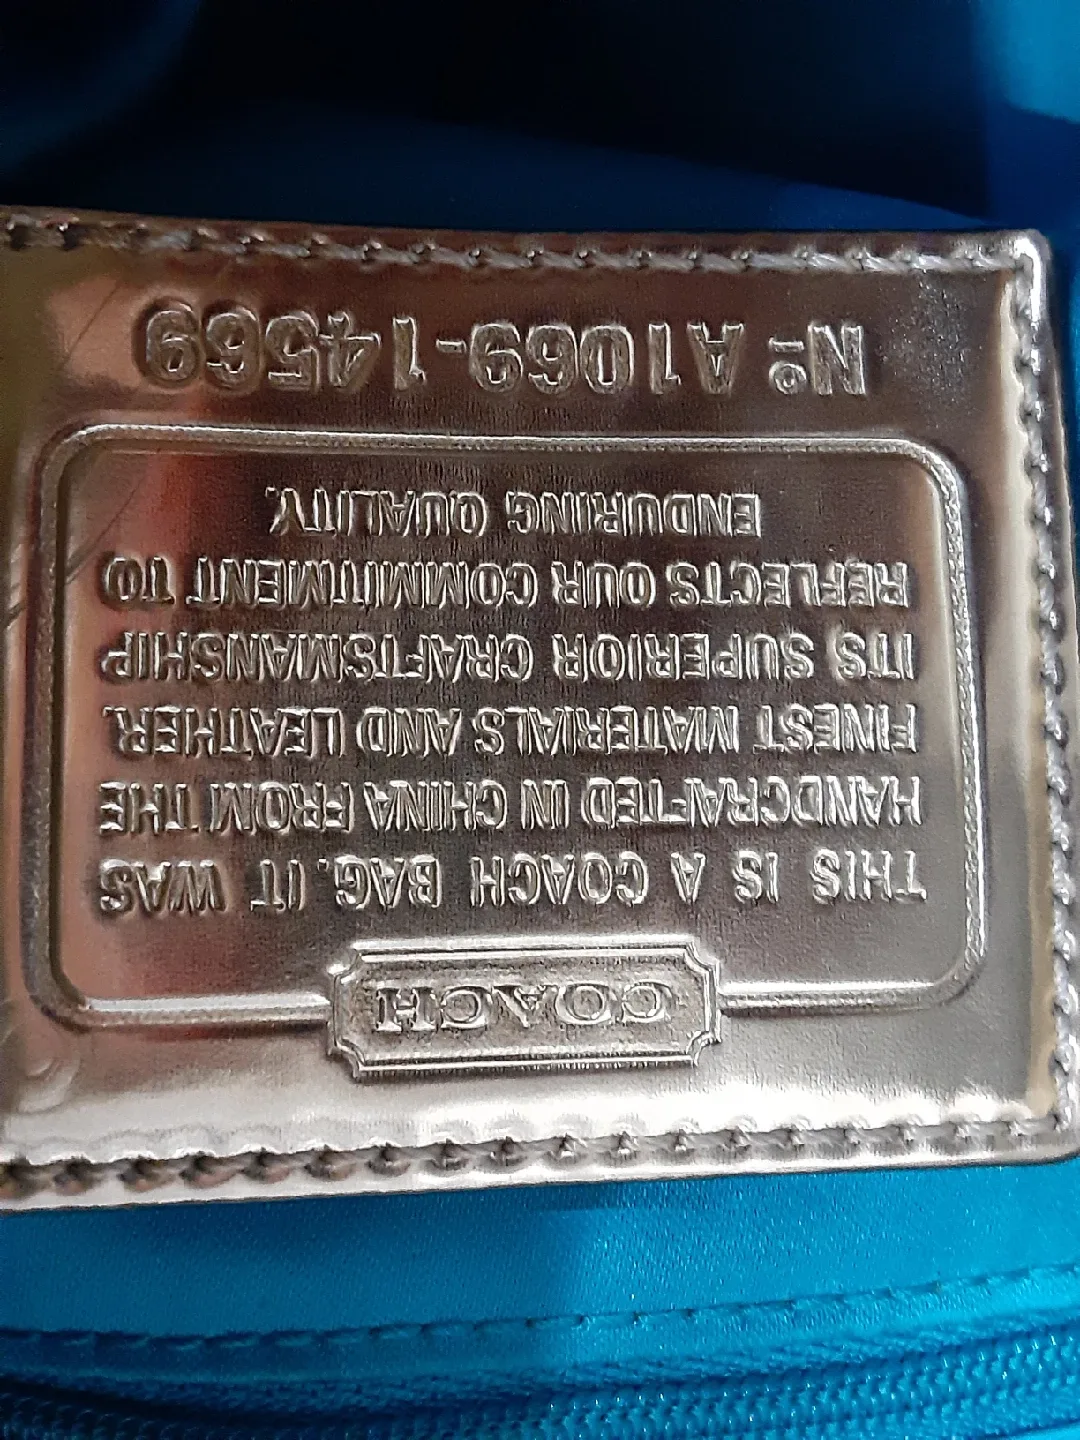 COACH
THIS IS A COACH BAG. IT WAS
HANDCRAFTED IN CHINA FROM THE
FINEST MATERIALS AND LEATHER.
ITS SUPERIOR CRAFTSMANSHIP
REFLECTS OUR COMMITMENT TO
ENDURING QUALITY.
Nº A1069-14569